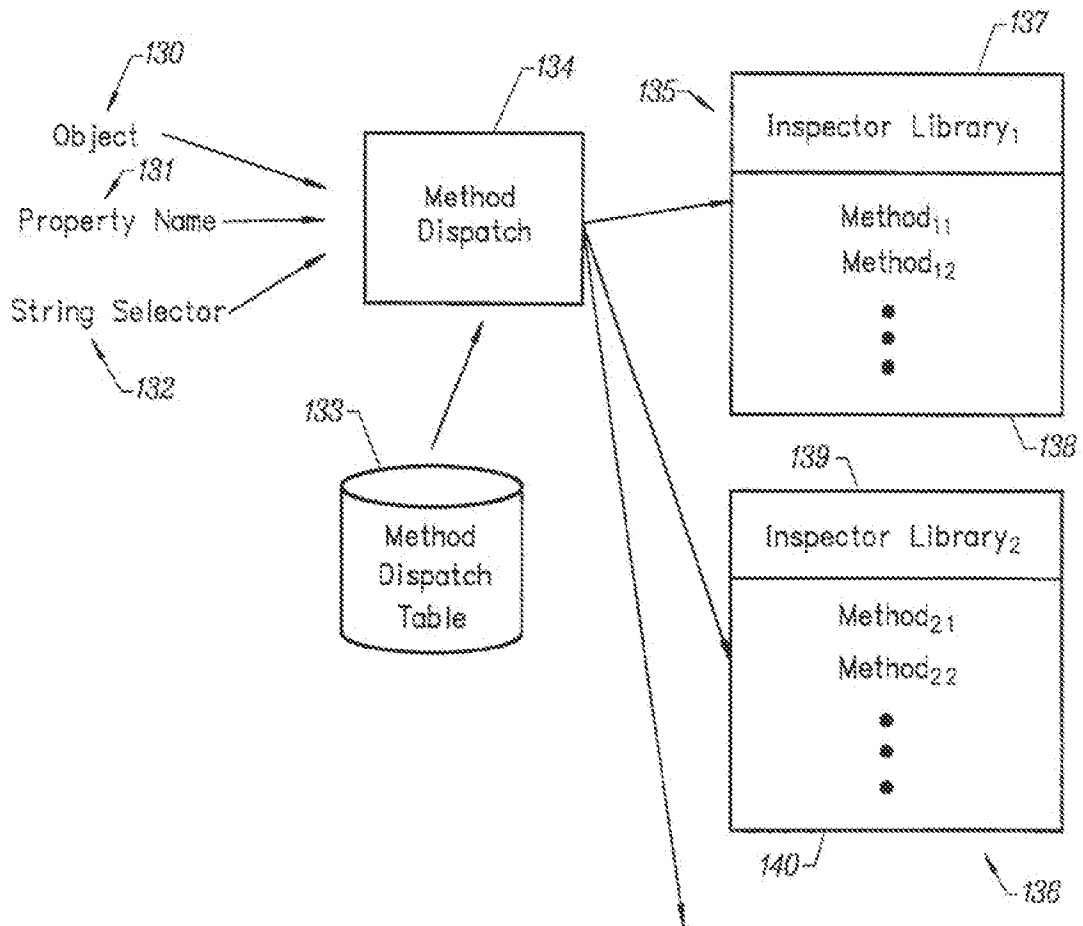 130
Object
131
Property Name
String Selector
132
133
Method
Dispatch
Table
134
Method
Dispatch
135
137
Inspector Library₁
Method₁₁
Method₁₂
138
139
Inspector Library₂
Method₂₁
Method₂₂
140
136